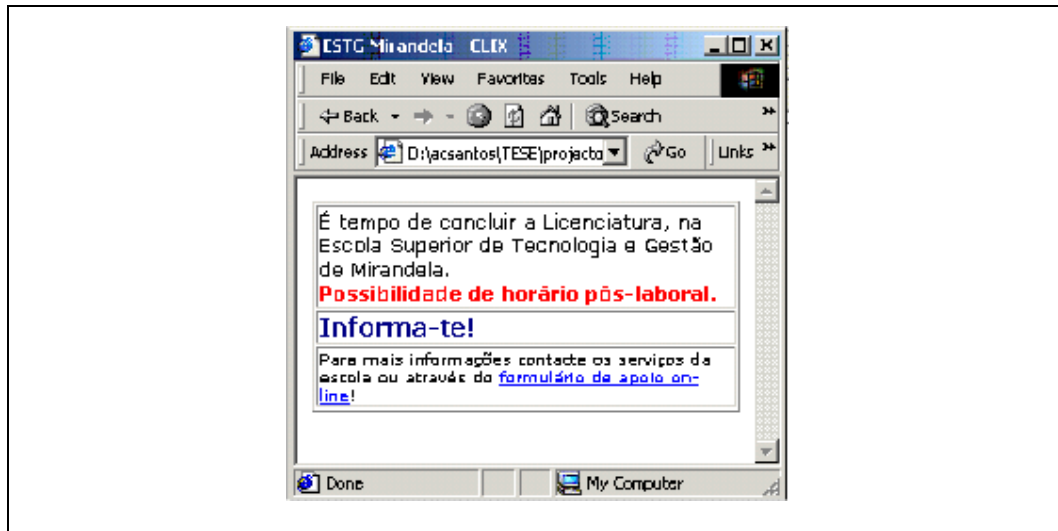 ESTG Mirandela CLIX
File Edit View Favorites Tools Help
Back Search
Address D:\acsantos\TESE\projecto Go Links
É tempo de concluir a Licenciatura, na
Escola Superior de Tecnologia e Gestão
de Mirandela.
Possibilidade de horário pós-laboral.
Informa-te!
Para mais informações contacte os serviços da
escola ou através do formulário de apoio on-
line!
Done My Computer